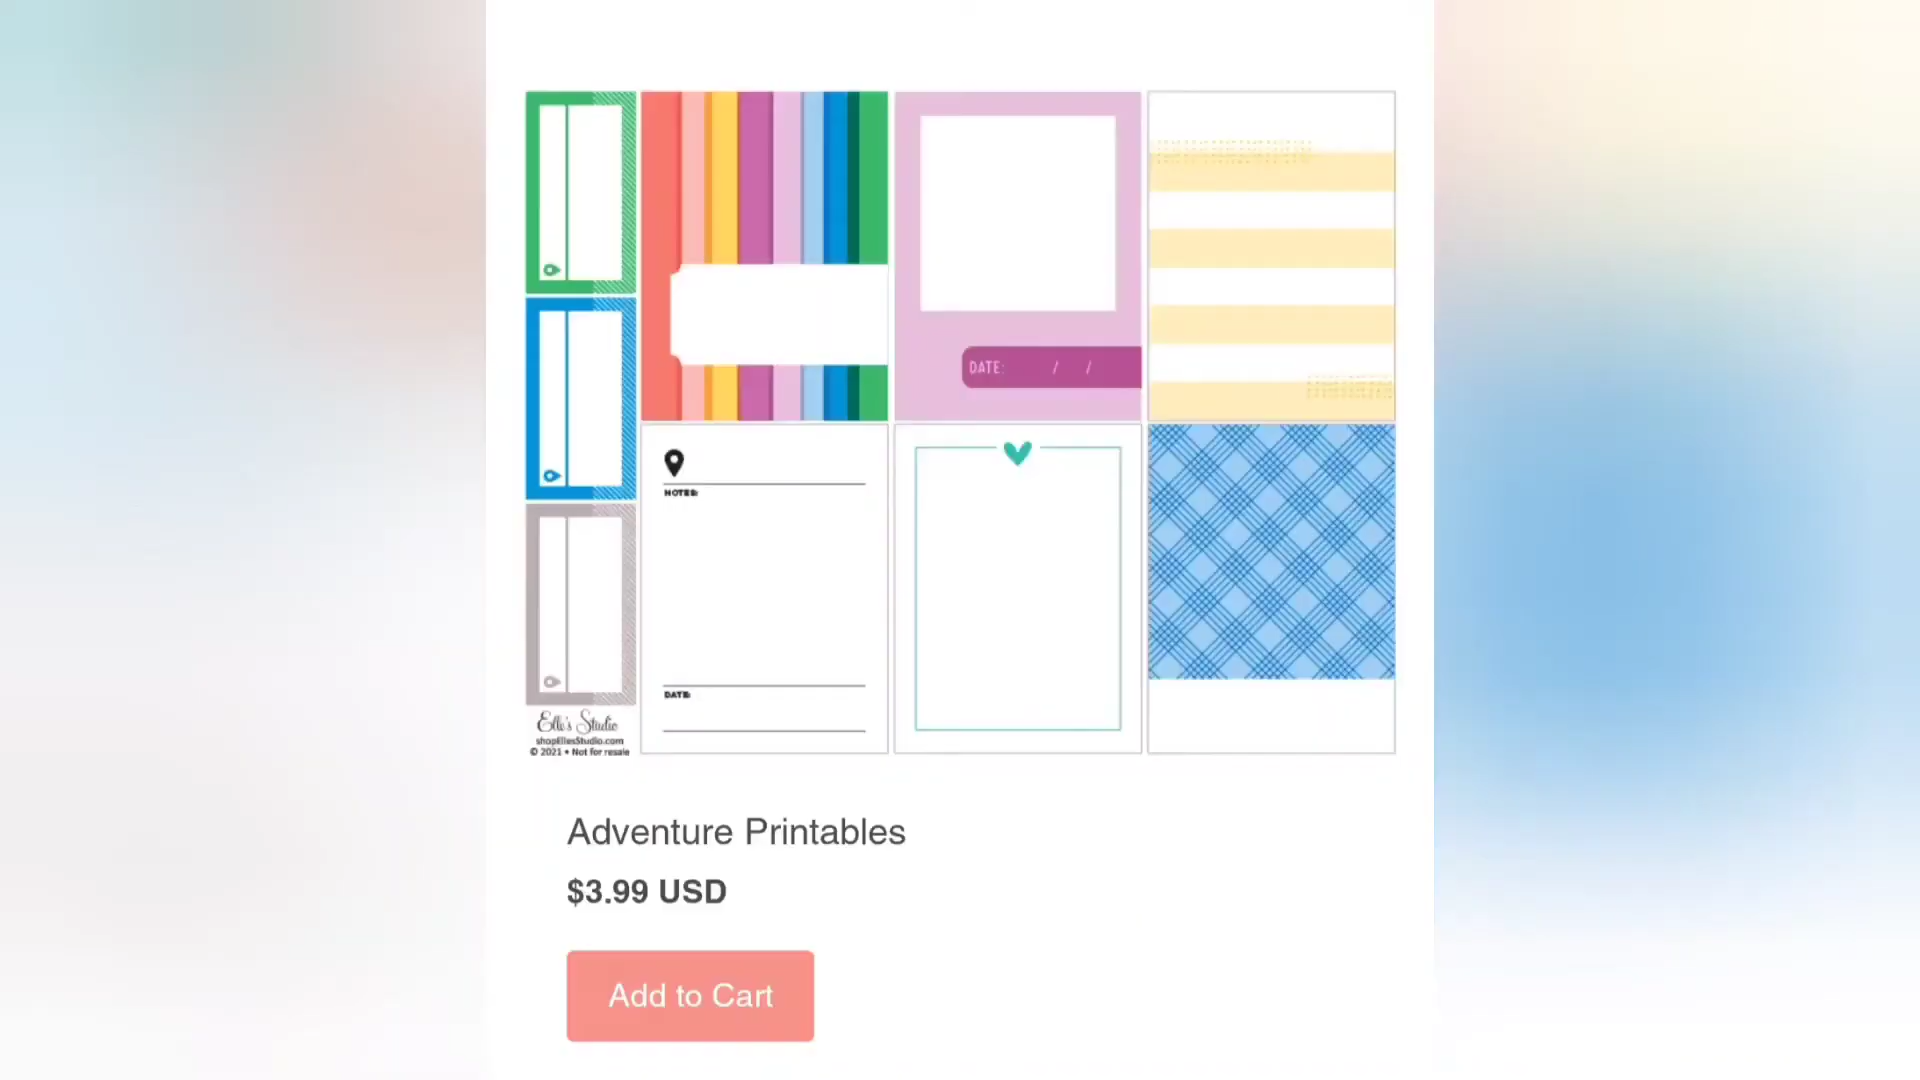 DATE: / /
NOTES:
DATE:
Elle's Studio
shopEllesStudio.com
© 2021 • Not for resale
Adventure Printables
$3.99 USD
Add to Cart